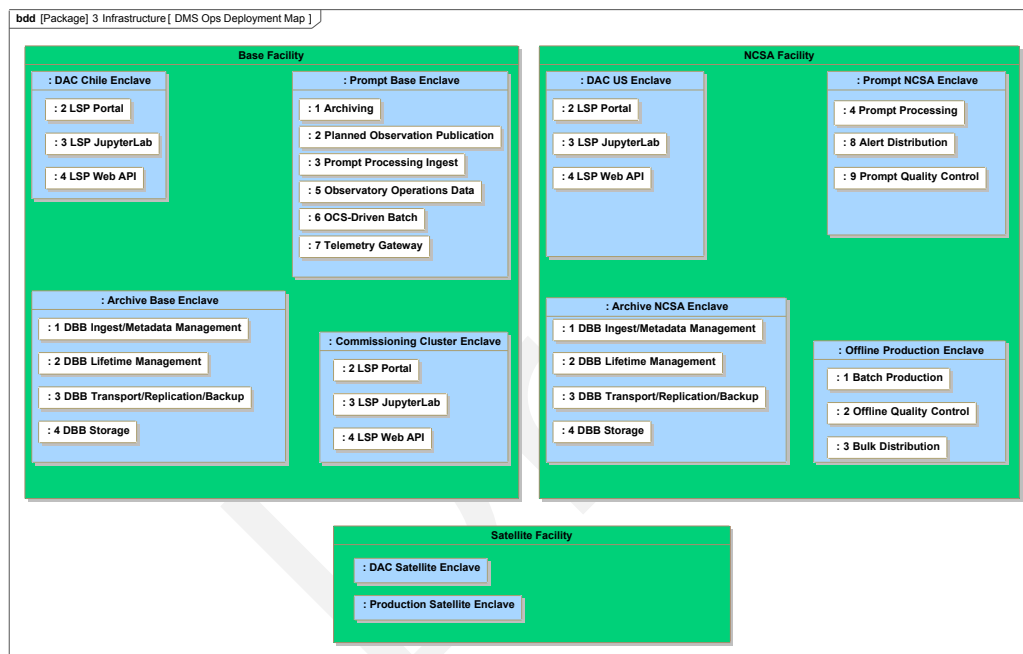 bdd [Package] 3 Infrastructure [ DMS Ops Deployment Map ]
Base Facility
: DAC Chile Enclave
: 2 LSP Portal
: 3 LSP JupyterLab
: 4 LSP Web API
: Prompt Base Enclave
: 1 Archiving
: 2 Planned Observation Publication
: 3 Prompt Processing Ingest
: 5 Observatory Operations Data
: 6 OCS-Driven Batch
: 7 Telemetry Gateway
: Archive Base Enclave
: 1 DBB Ingest/Metadata Management
: 2 DBB Lifetime Management
: 3 DBB Transport/Replication/Backup
: 4 DBB Storage
: Commissioning Cluster Enclave
: 2 LSP Portal
: 3 LSP JupyterLab
: 4 LSP Web API
NCSA Facility
: DAC US Enclave
: 2 LSP Portal
: 3 LSP JupyterLab
: 4 LSP Web API
: Prompt NCSA Enclave
: 4 Prompt Processing
: 8 Alert Distribution
: 9 Prompt Quality Control
: Archive NCSA Enclave
: 1 DBB Ingest/Metadata Management
: 2 DBB Lifetime Management
: 3 DBB Transport/Replication/Backup
: 4 DBB Storage
: Offline Production Enclave
: 1 Batch Production
: 2 Offline Quality Control
: 3 Bulk Distribution
Satellite Facility
: DAC Satellite Enclave
: Production Satellite Enclave